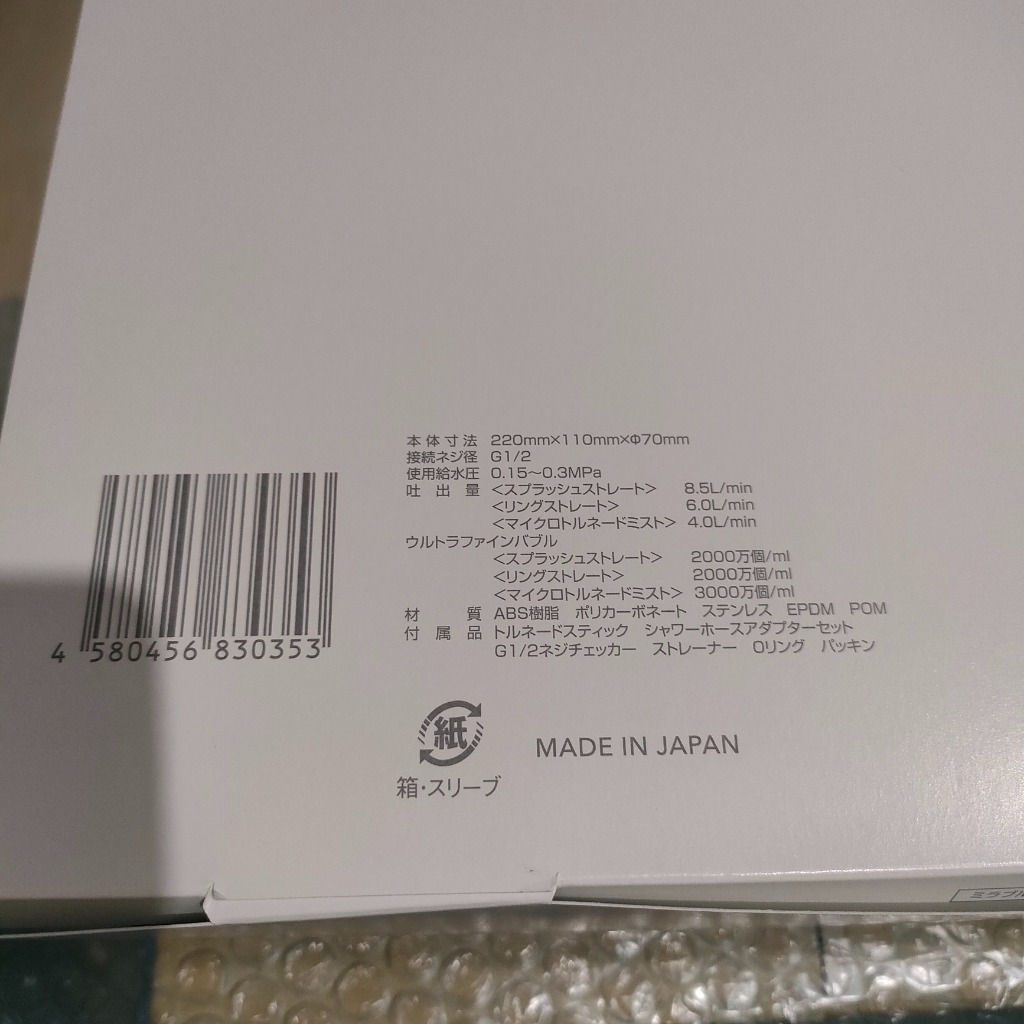 本体寸法 220mm×110mm×Φ70mm
接続ネジ径 G1/2
使用給水圧 0.15～0.3MPa
吐出量 <スプラッシュストレート> 8.5L/min
<リングストレート> 6.0L/min
<マイクロトルネードミスト> 4.0L/min
ウルトラファインバブル
<スプラッシュストレート> 2000万個/ml
<リングストレート> 2000万個/ml
<マイクロトルネードミスト> 3000万個/ml
材質 ABS樹脂 ポリカーボネート ステンレス EPDM POM
付属品 トルネードスティック シャワーホースアダプターセット
G1/2ネジチェッカー ストレーナー Oリング パッキン
4 580456 830353
紙
MADE IN JAPAN
箱・スリーブ